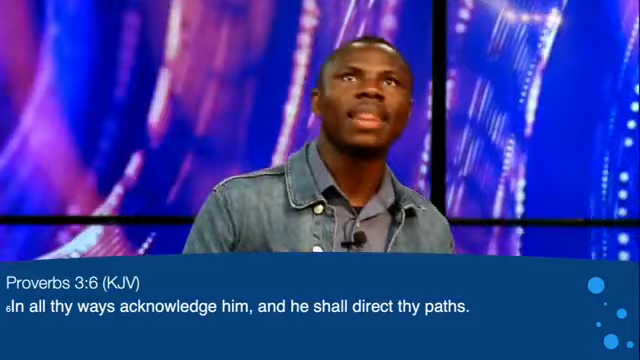 Proverbs 3:6 (KJV)
6In all thy ways acknowledge him, and he shall direct thy paths.